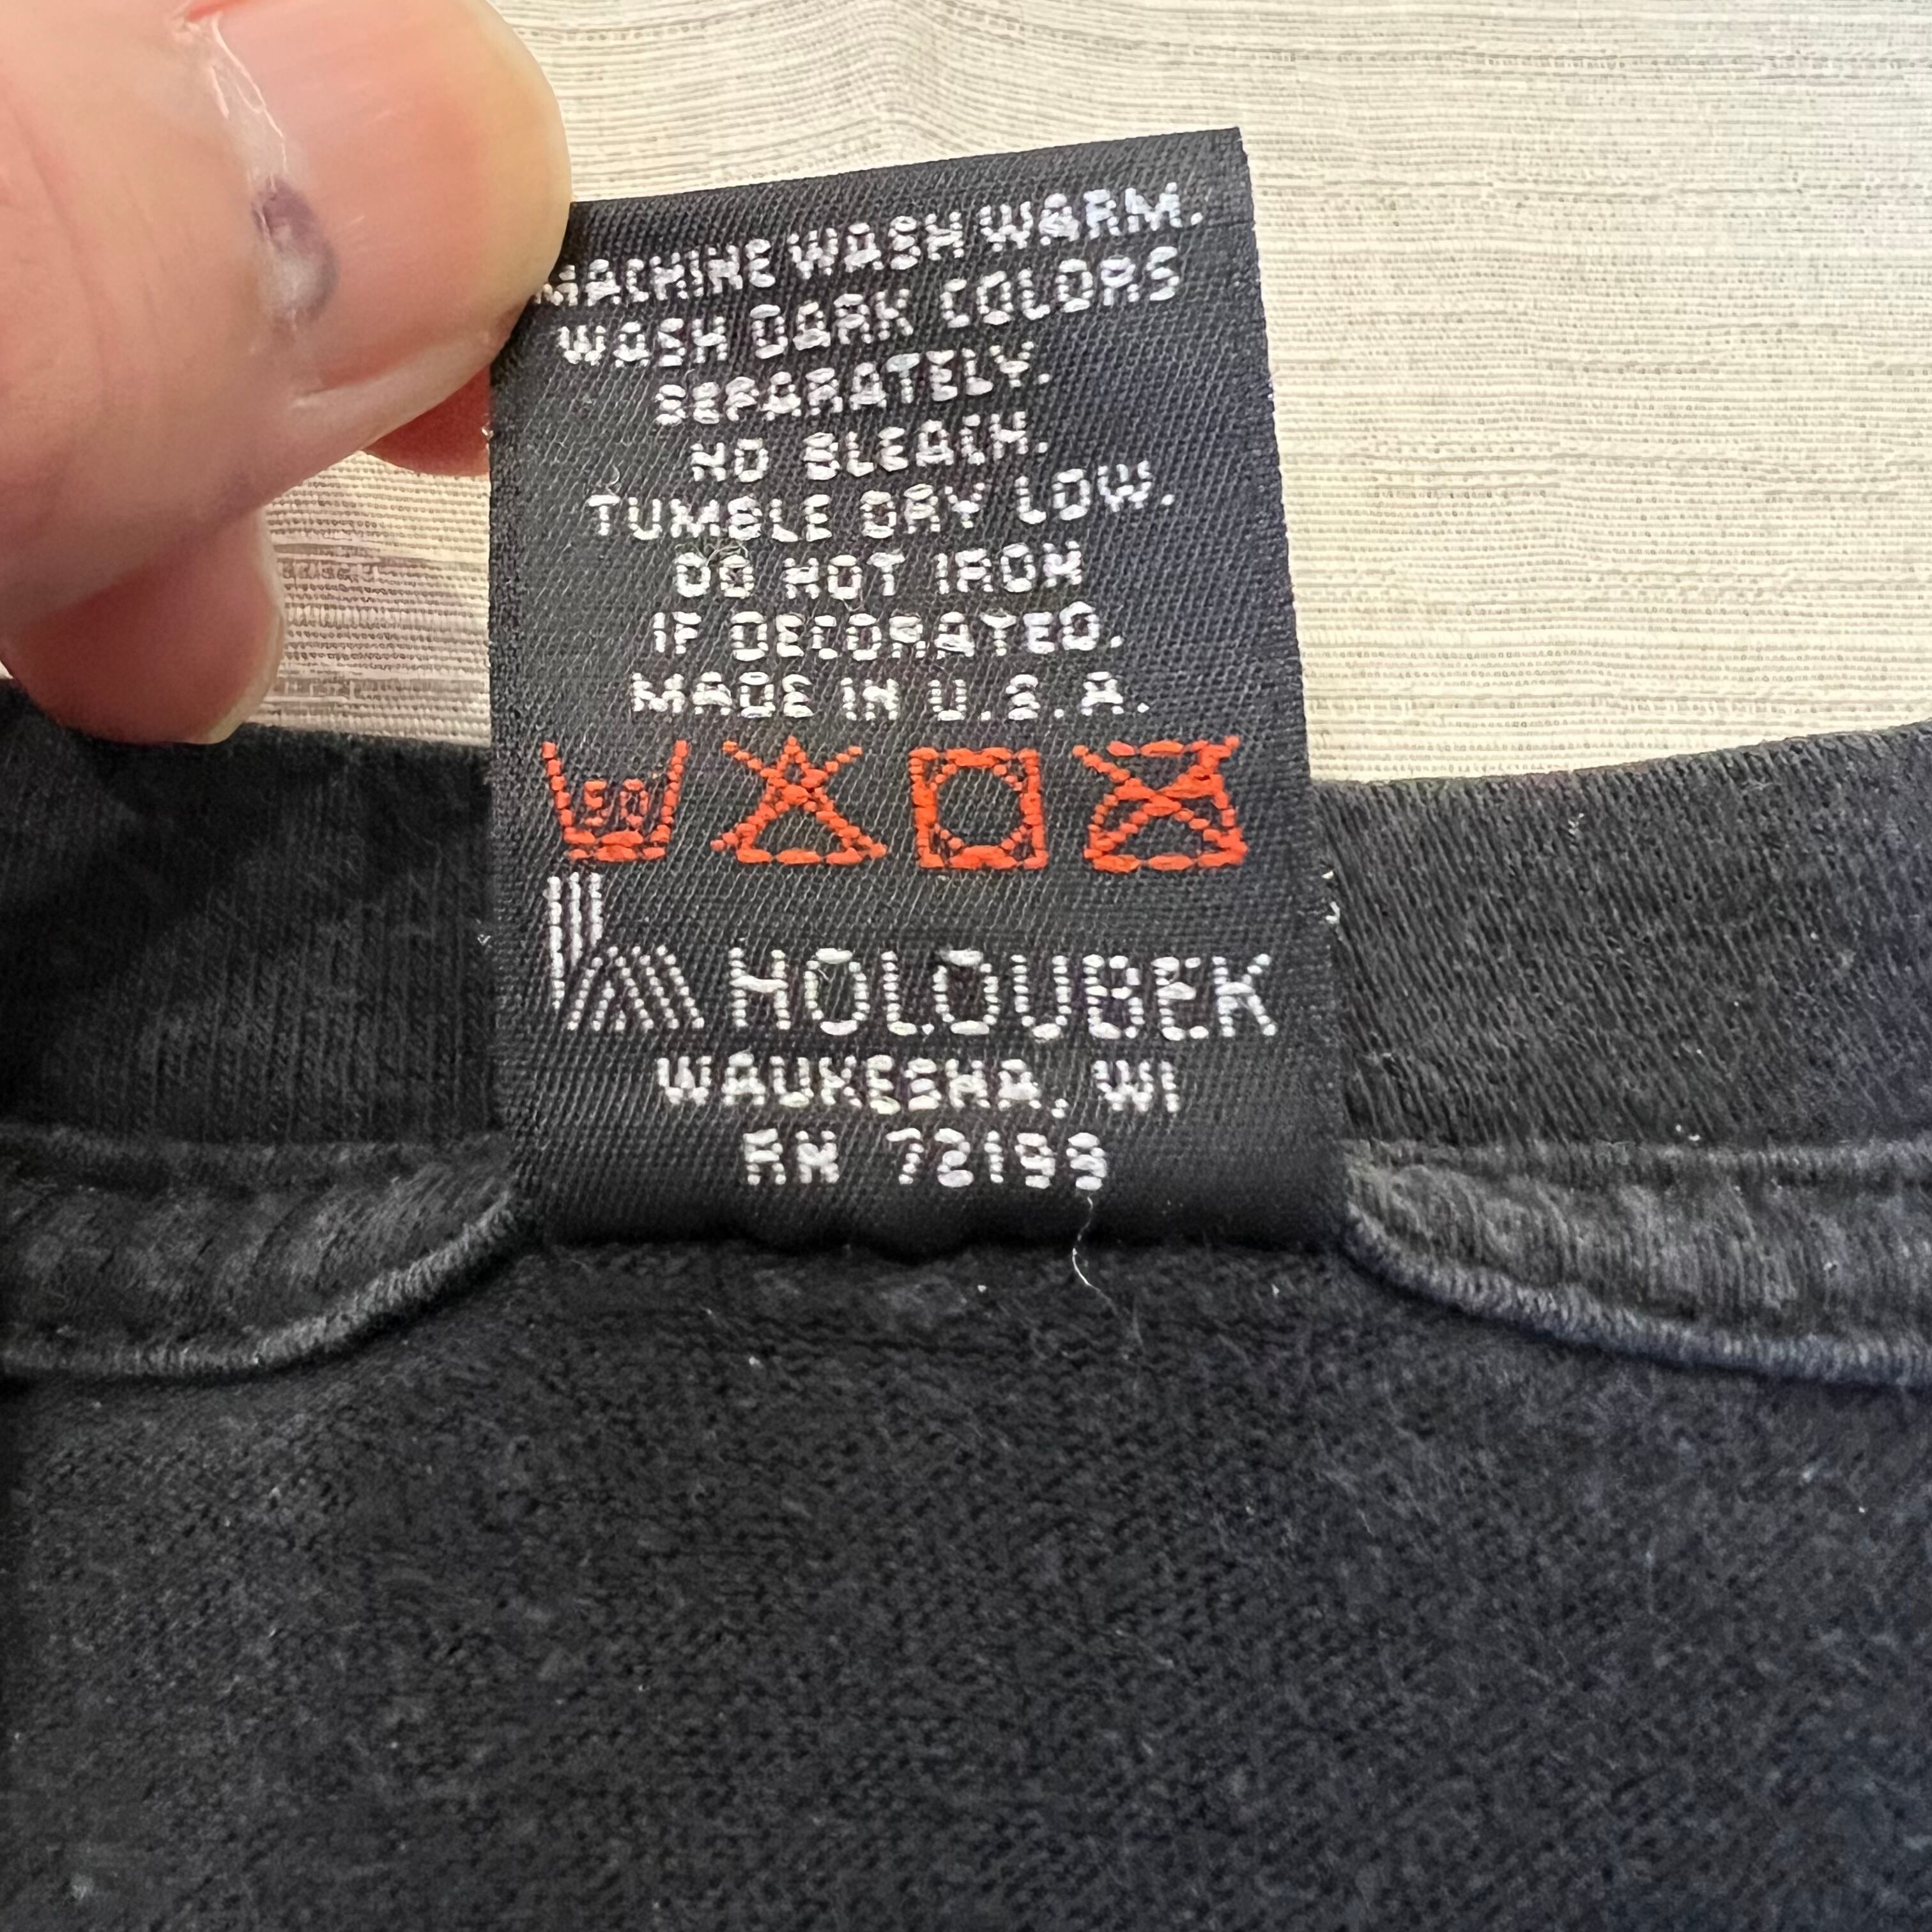 MACHINE WASH WARM.
WASH DARK COLORS
SEPARATELY.
NO BLEACH.
TUMBLE DRY LOW.
DO NOT IRON
IF DECORATED.
MADE IN U.S.A.
30°
HOLOUBEK
WAUKESHA, WI
RN 72199